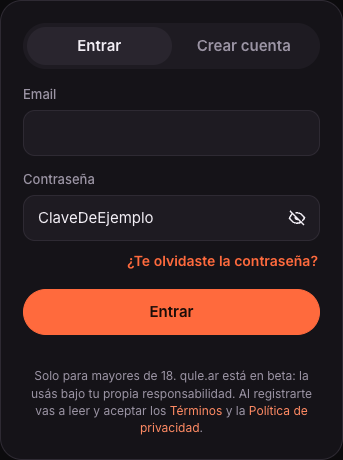 Entrar
Crear cuenta
Email
Contraseña
ClaveDeEjemplo
¿Te olvidaste la contraseña?
Entrar
Solo para mayores de 18. qule.ar está en beta: la
usás bajo tu propia responsabilidad. Al registrarte
vas a leer y aceptar los Términos y la Política de
privacidad.